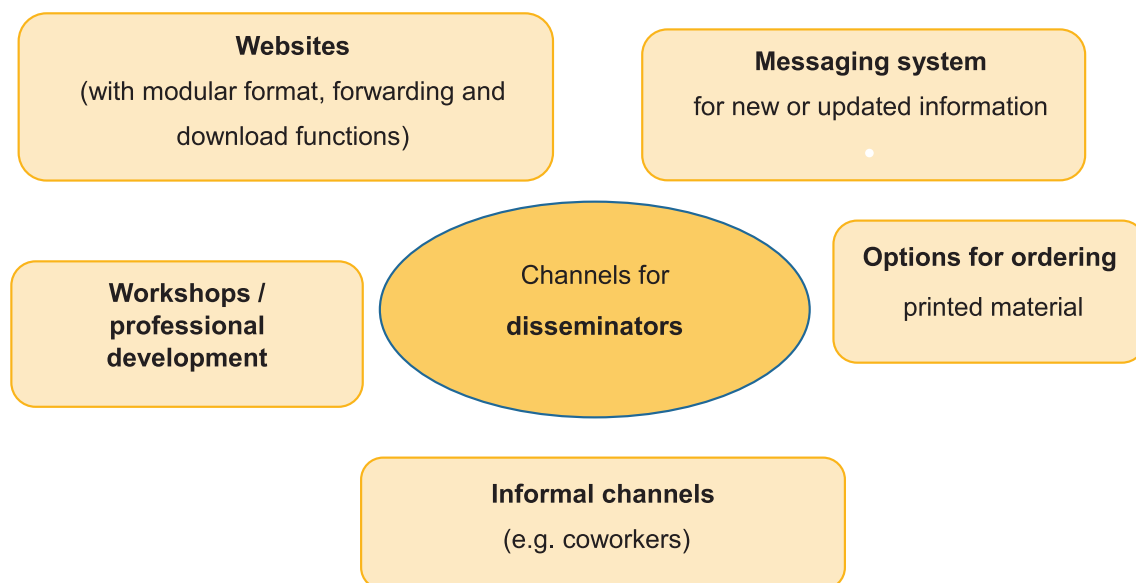 Websites
(with modular format, forwarding and
download functions)
Messaging system
for new or updated information
Options for ordering
printed material
Workshops /
professional
development
Channels for
disseminators
Informal channels
(e.g. coworkers)